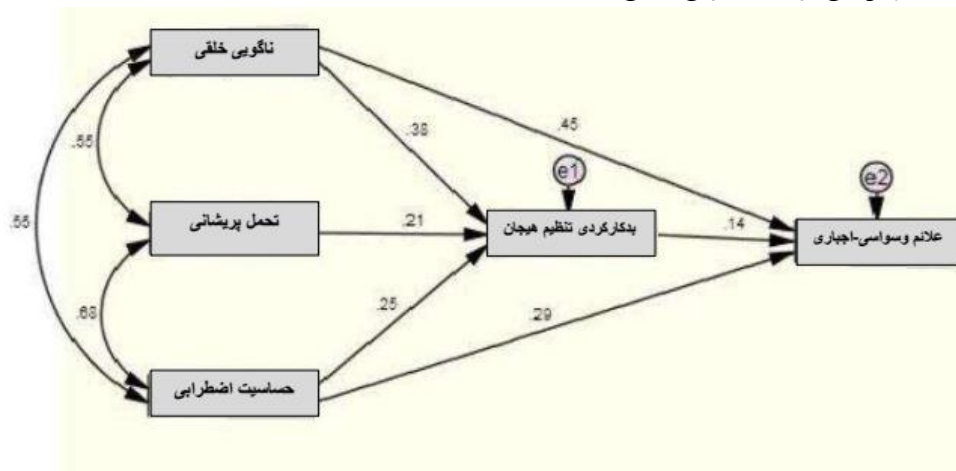 ناگویی خلقی
.45
.38
.55
e1
e2
.55
تحمل پریشانی
.21
بدکارکردی تنظیم هیجان
.14
علائم وسواسی-اجباری
.68
.25
.29
حساسیت اضطرابی